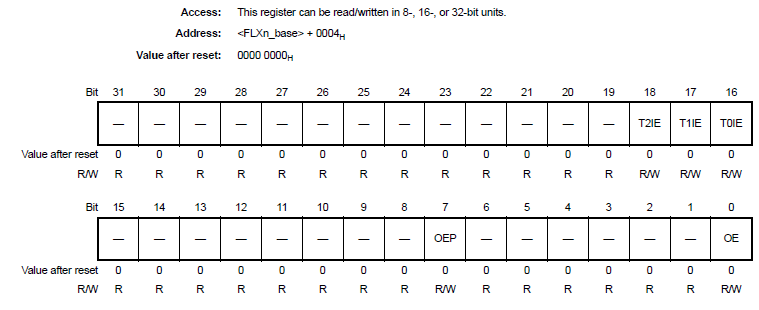 Access: This register can be read/written in 8-, 16-, or 32-bit units.
Address: <FLXn_base> + 0004H
Value after reset: 0000 0000H
Bit 31 30 29 28 27 26 25 24 23 22 21 20 19 18 17 16
— — — — — — — — — — — — — T2IE T1IE T0IE
Value after reset 0 0 0 0 0 0 0 0 0 0 0 0 0 0 0 0
R/W R R R R R R R R R R R R R R/W R/W R/W
Bit 15 14 13 12 11 10 9 8 7 6 5 4 3 2 1 0
— — — — — — — — OEP — — — — — — OE
Value after reset 0 0 0 0 0 0 0 0 0 0 0 0 0 0 0 0
R/W R R R R R R R R R/W R R R R R R R/W